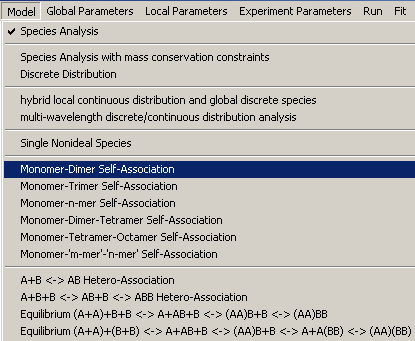 Model Global Parameters Local Parameters Experiment Parameters Run Fit
✓ Species Analysis
Species Analysis with mass conservation constraints
Discrete Distribution
hybrid local continuous distribution and global discrete species
multi-wavelength discrete/continuous distribution analysis
Single Nonideal Species
Monomer-Dimer Self-Association
Monomer-Trimer Self-Association
Monomer-n-mer Self-Association
Monomer-Dimer-Tetramer Self-Association
Monomer-Tetramer-Octamer Self-Association
Monomer-'m-mer'-'n-mer' Self-Association
A+B <-> AB Hetero-Association
A+B+B <-> AB+B <-> ABB Hetero-Association
Equilibrium (A+A)+B+B <-> A+AB+B <-> (AA)B+B <-> (AA)BB
Equilibrium (A+A)+(B+B) <-> A+AB+B <-> (AA)B+B <-> A+A(BB) <-> (AA)(BB)